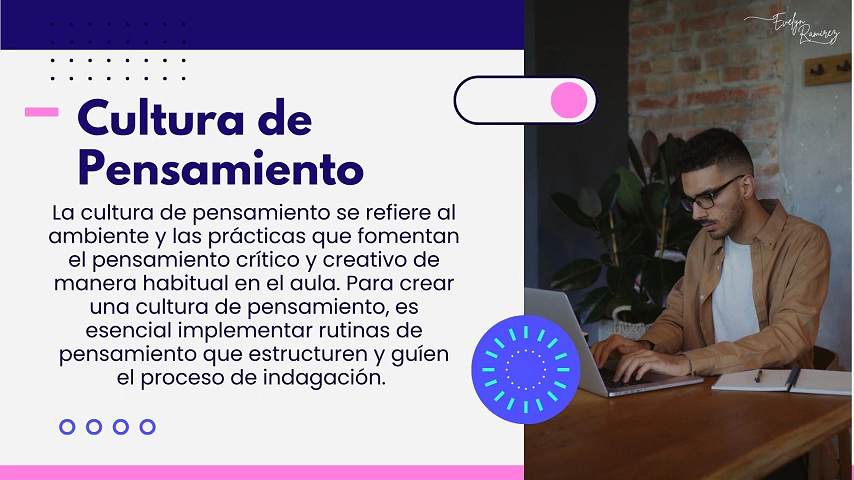 Evelyn
Ramirez
Cultura de
Pensamiento
La cultura de pensamiento se refiere al
ambiente y las prácticas que fomentan
el pensamiento crítico y creativo de
manera habitual en el aula. Para crear
una cultura de pensamiento, es
esencial implementar rutinas de
pensamiento que estructuren y guíen
el proceso de indagación.